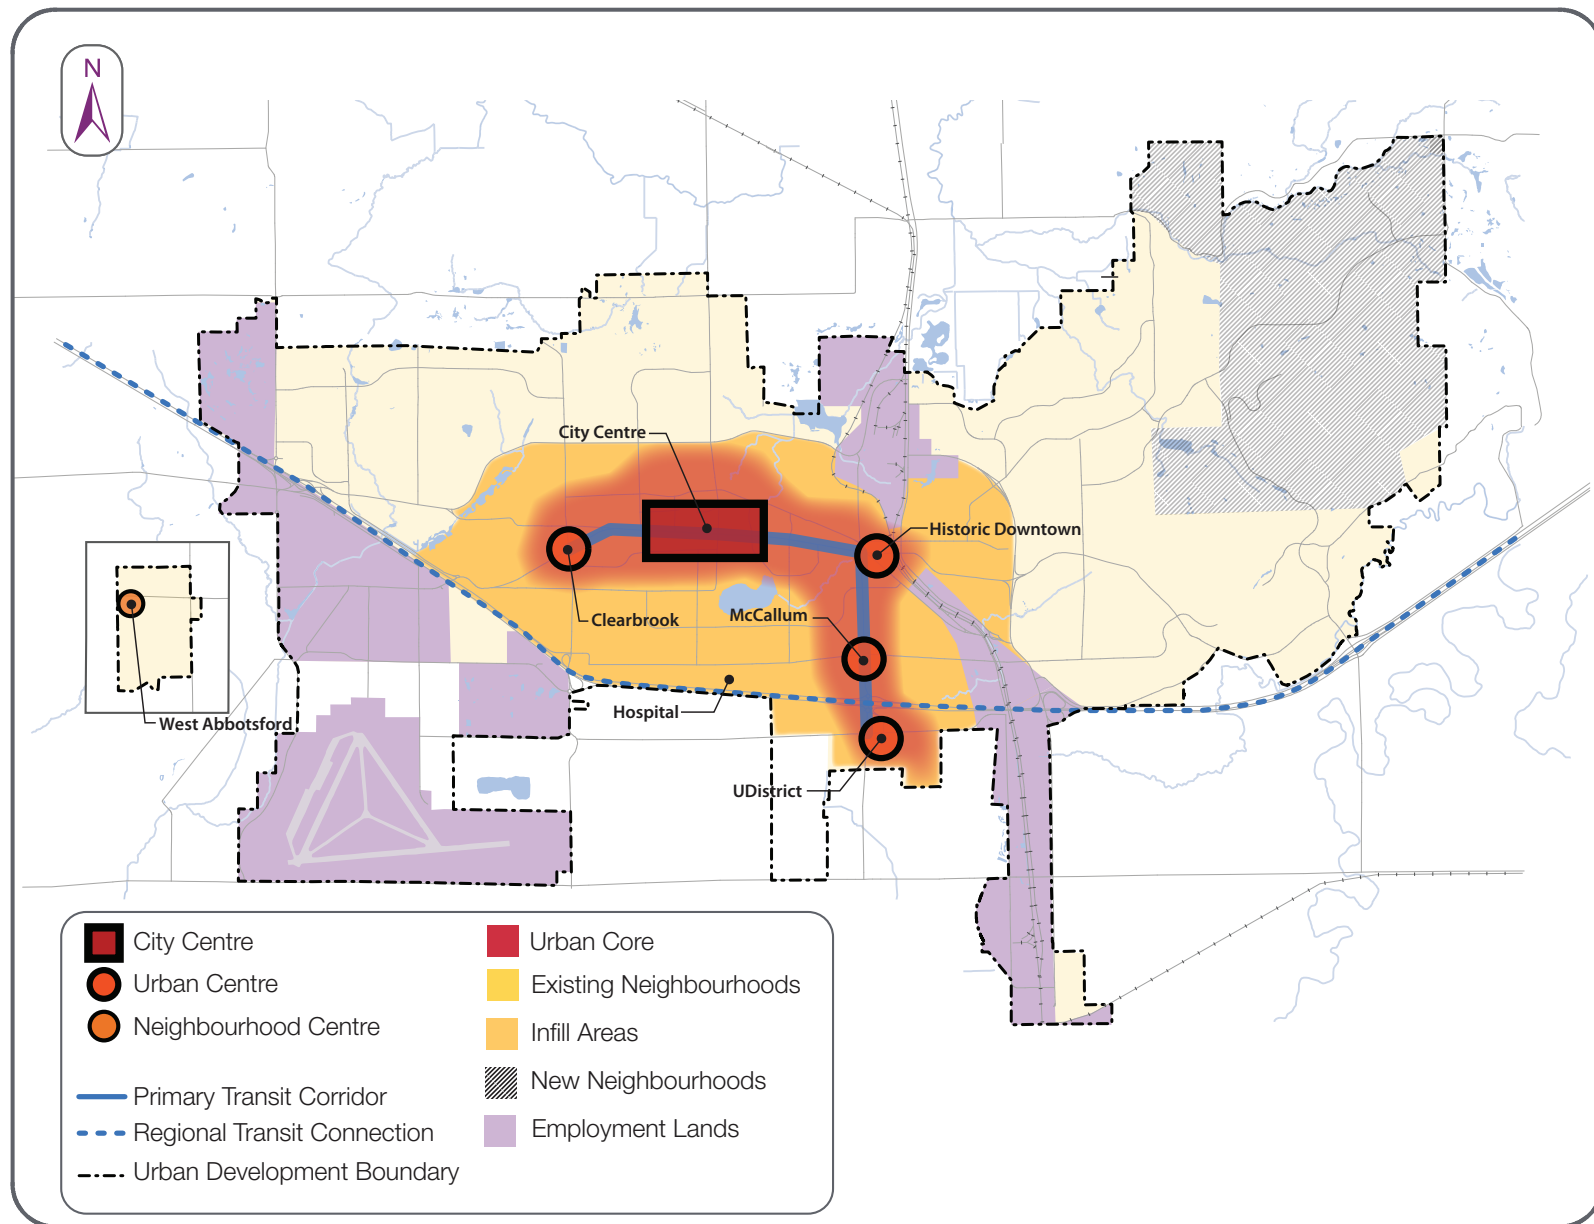 N
City Centre
Historic Downtown
Clearbrook
McCallum
West Abbotsford
Hospital
UDistrict
City Centre
Urban Centre
Neighbourhood Centre
Primary Transit Corridor
Regional Transit Connection
Urban Development Boundary
Urban Core
Existing Neighbourhoods
Infill Areas
New Neighbourhoods
Employment Lands